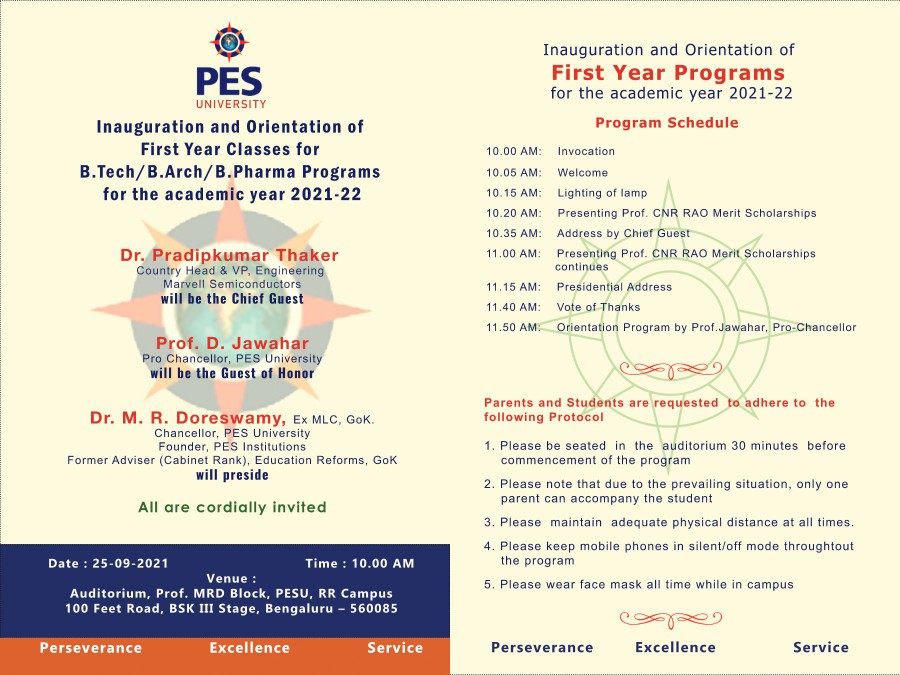 PES
UNIVERSITY
Inauguration and Orientation of
First Year Classes for
B.Tech/B.Arch/B.Pharma Programs
for the academic year 2021-22
Dr. Pradipkumar Thaker
Country Head & VP, Engineering
Marvell Semiconductors
will be the Chief Guest
Prof. D. Jawahar
Pro Chancellor, PES University
will be the Guest of Honor
Dr. M. R. Doreswamy, Ex MLC, GoK.
Chancellor, PES University
Founder, PES Institutions
Former Adviser (Cabinet Rank), Education Reforms, GoK
will preside
All are cordially invited
Date : 25-09-2021 Time : 10.00 AM
Venue :
Auditorium, Prof. MRD Block, PESU, RR Campus
100 Feet Road, BSK III Stage, Bengaluru – 560085
Perseverance Excellence Service
Inauguration and Orientation of
First Year Programs
for the academic year 2021-22
Program Schedule
10.00 AM: Invocation
10.05 AM: Welcome
10.15 AM: Lighting of lamp
10.20 AM: Presenting Prof. CNR RAO Merit Scholarships
10.35 AM: Address by Chief Guest
11.00 AM: Presenting Prof. CNR RAO Merit Scholarships
continues
11.15 AM: Presidential Address
11.40 AM: Vote of Thanks
11.50 AM: Orientation Program by Prof.Jawahar, Pro-Chancellor
Parents and Students are requested to adhere to the
following Protocol
1. Please be seated in the auditorium 30 minutes before
commencement of the program
2. Please note that due to the prevailing situation, only one
parent can accompany the student
3. Please maintain adequate physical distance at all times.
4. Please keep mobile phones in silent/off mode throughtout
the program
5. Please wear face mask all time while in campus
Perseverance Excellence Service